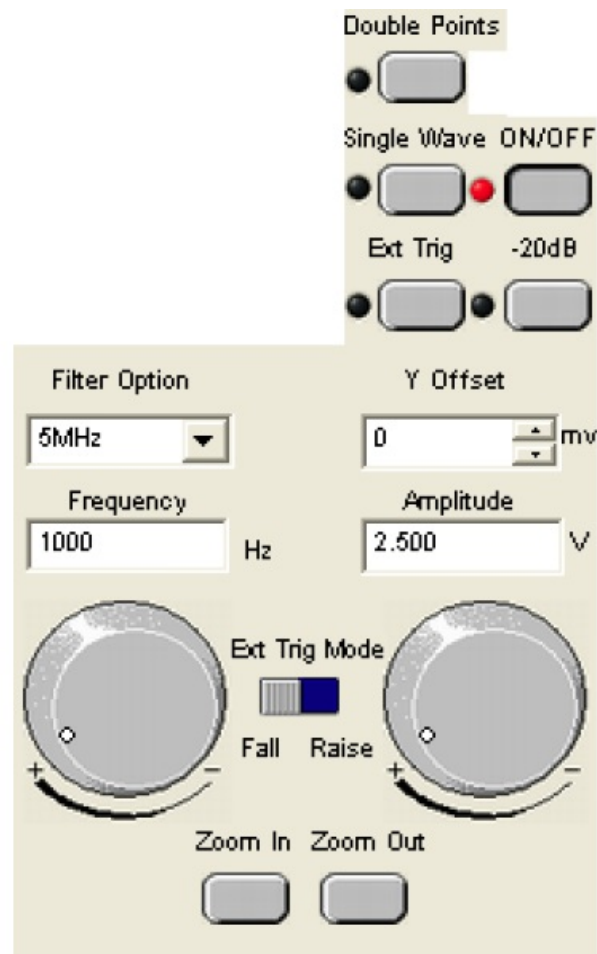 Double Points
Single Wave ON/OFF
Ext Trig -20dB
Filter Option Y Offset
5MHz 0 mv
Frequency Amplitude
1000 Hz 2.500 V
Ext Trig Mode
Fall Raise
+ - + -
Zoom In Zoom Out